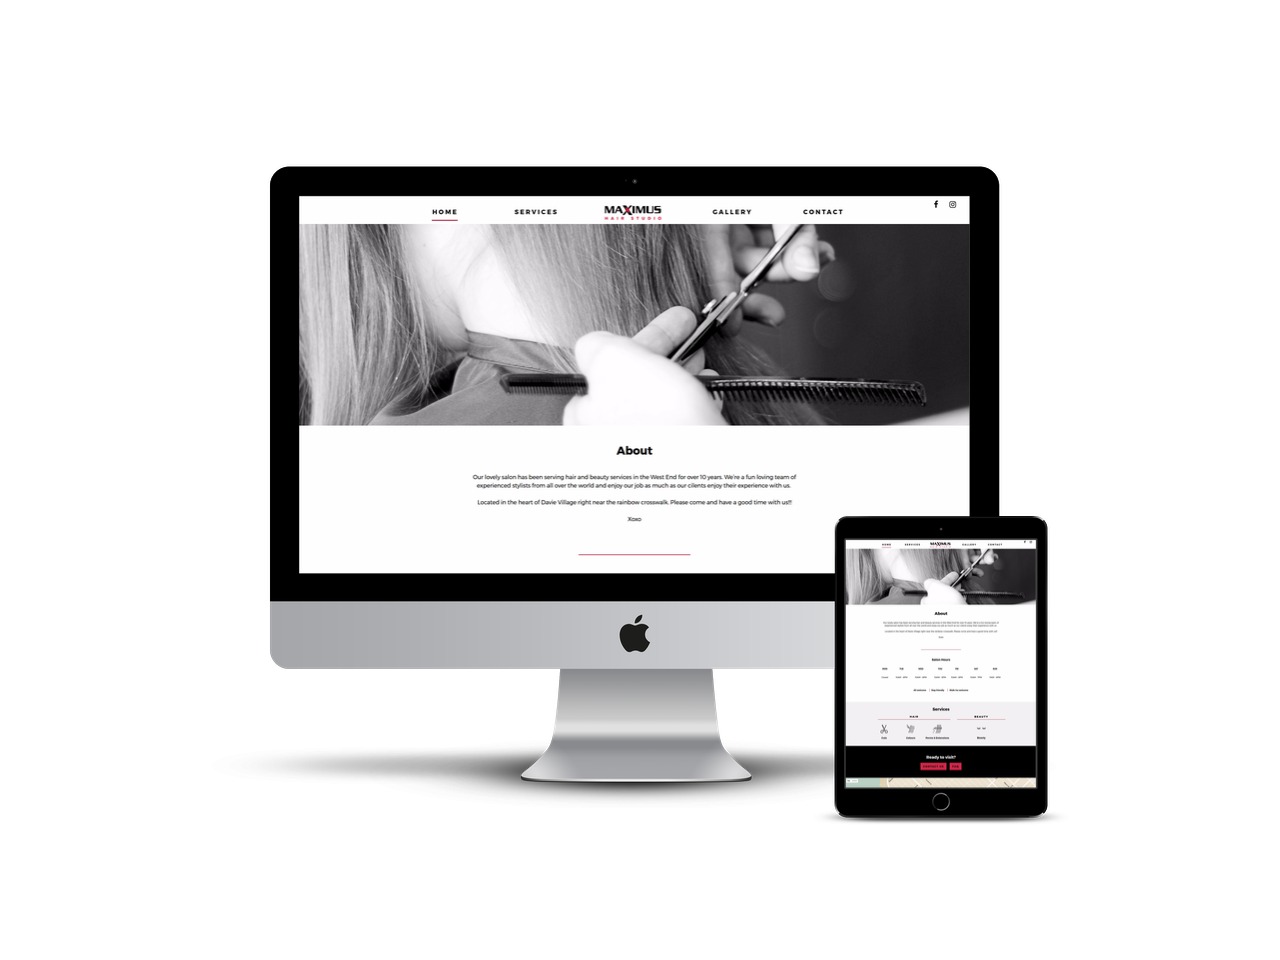 HOME SERVICES MAXIMUS GALLERY CONTACT
HAIR STUDIO
About
Our lovely salon has been serving hair and beauty services in the West End for over 10 years. We're a fun loving team of
experienced stylists from all over the world and enjoy our job as much as our clients enjoy their experience with us.
Located in the heart of Davie Village right near the rainbow crosswalk. Please come and have a good time with us!!!
Xoxo
HOME SERVICES MAXIMUS GALLERY CONTACT
About
Salon Hours
Services
HAIR BEAUTY
Ready to visit?
CONTACT US